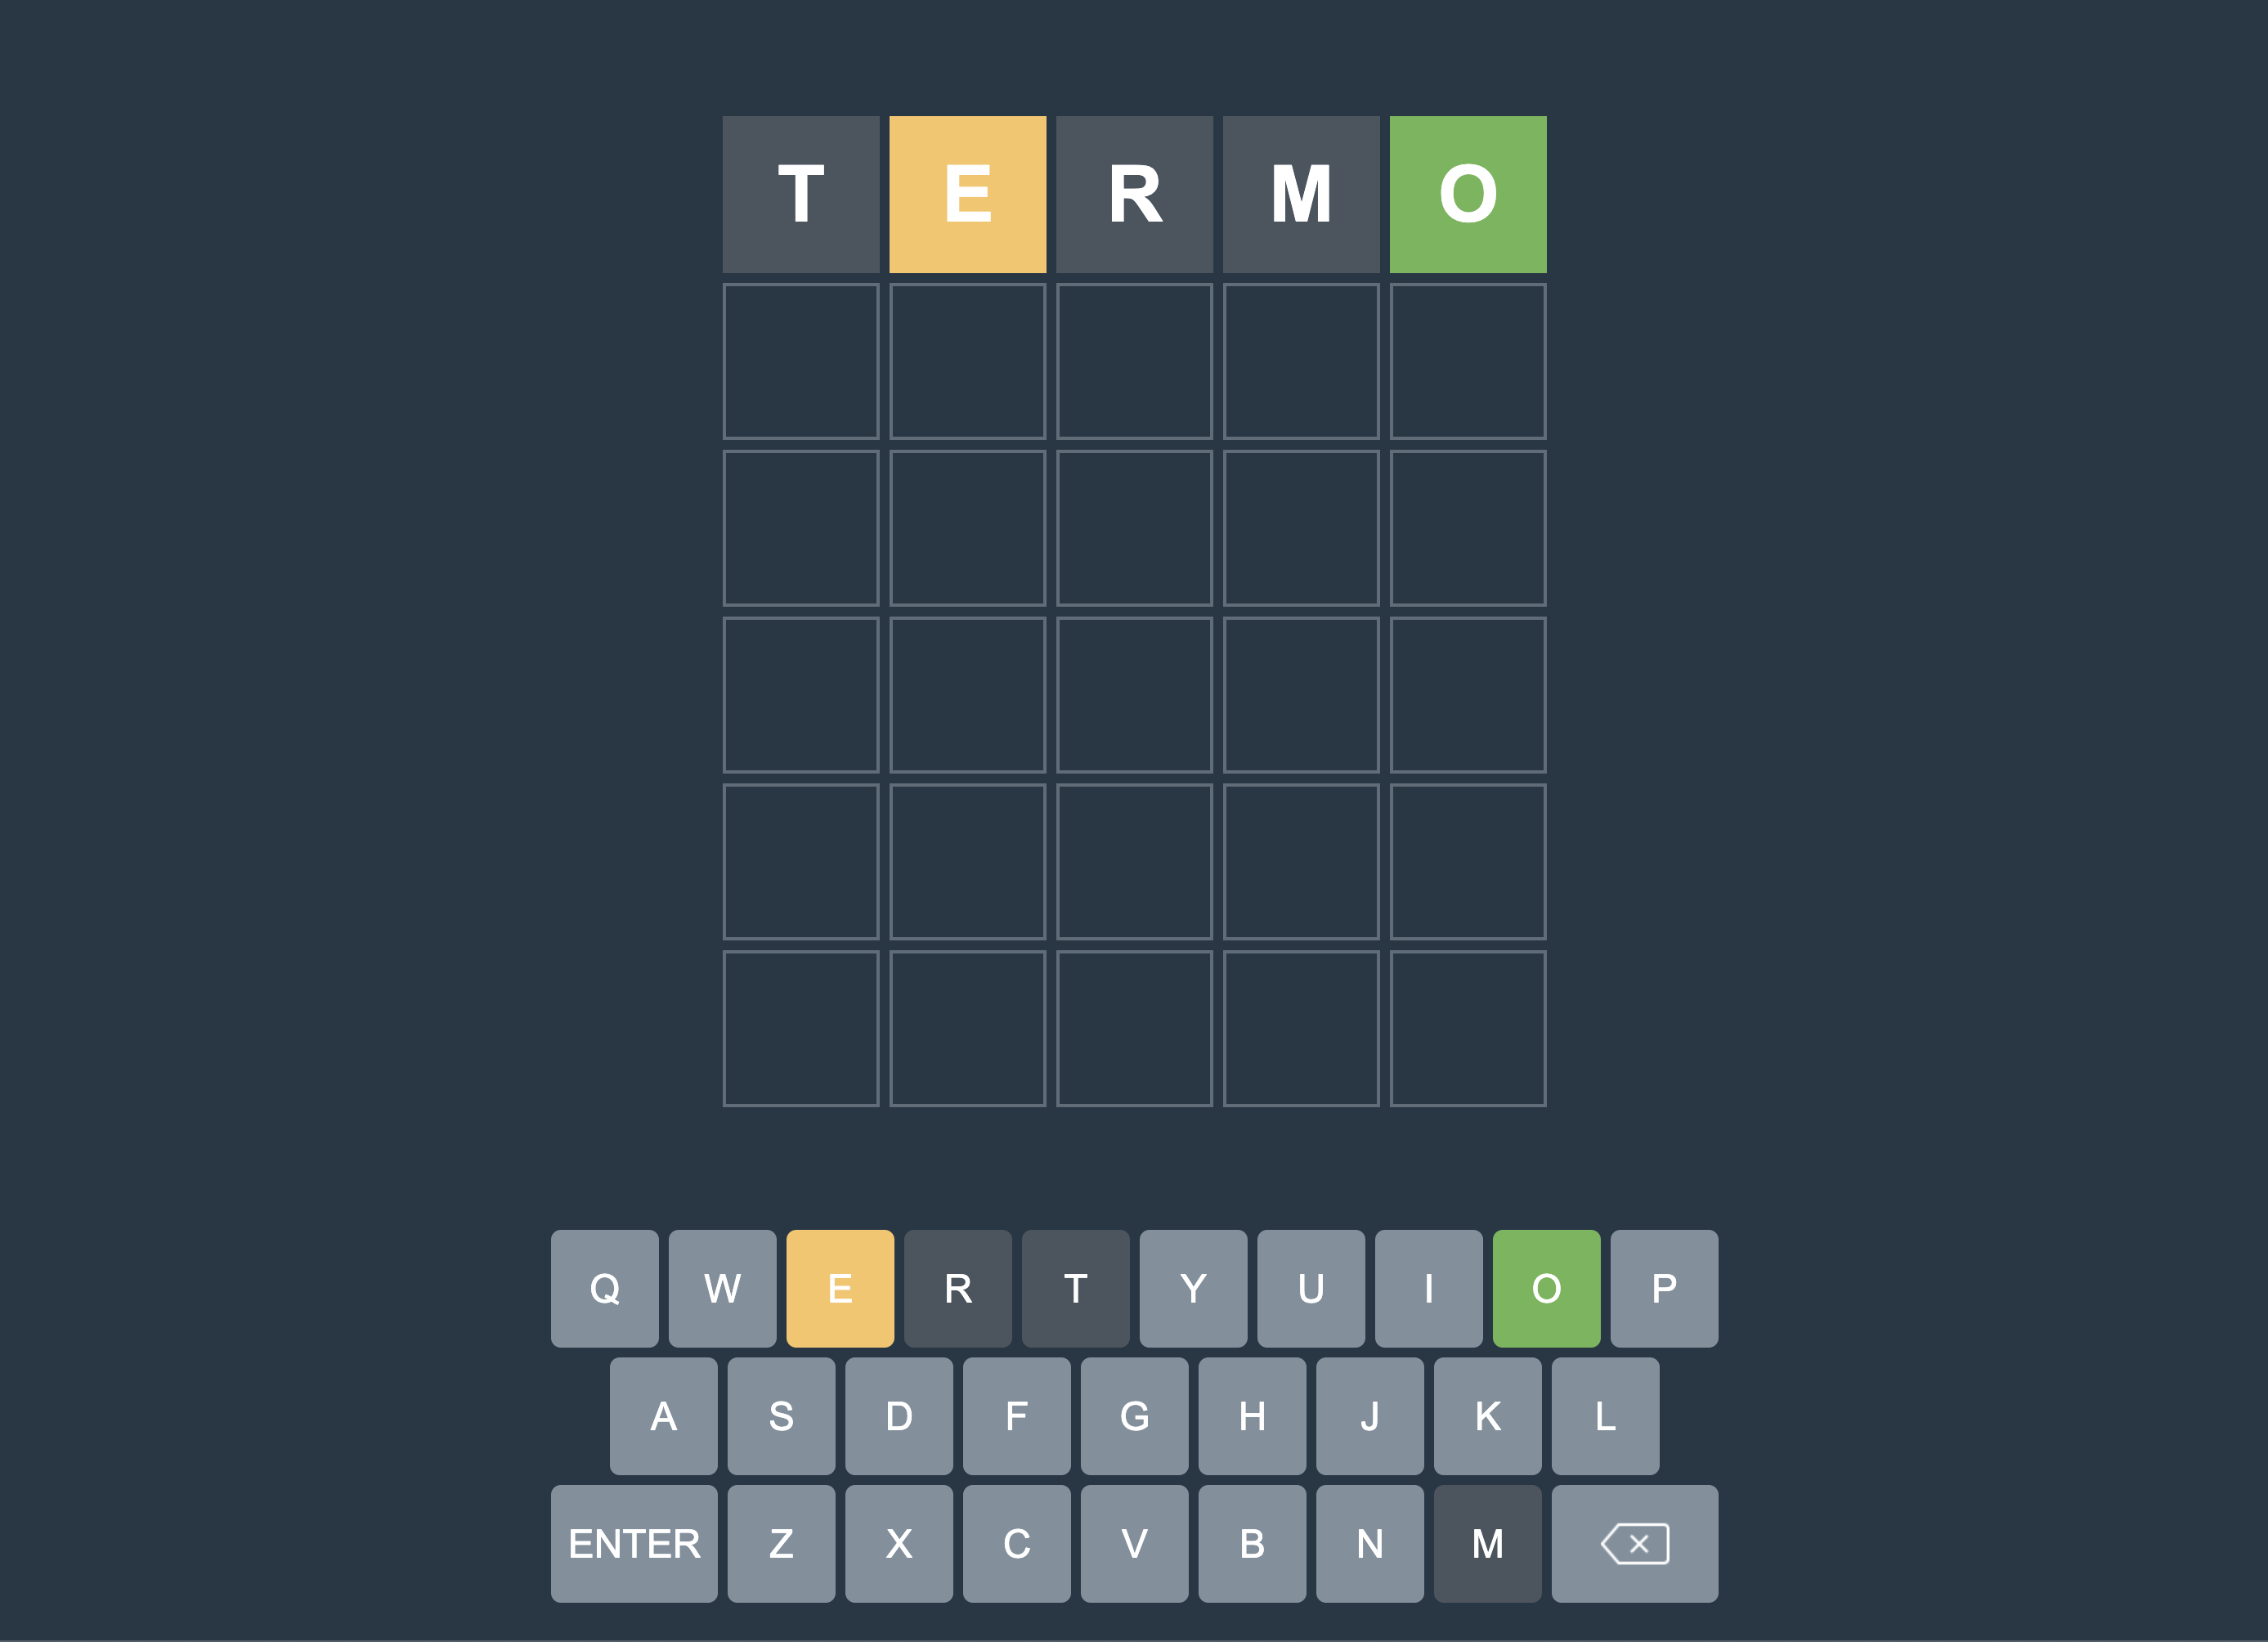 T E R M O
Q W E R T Y U I O P
A S D F G H J K L
ENTER Z X C V B N M